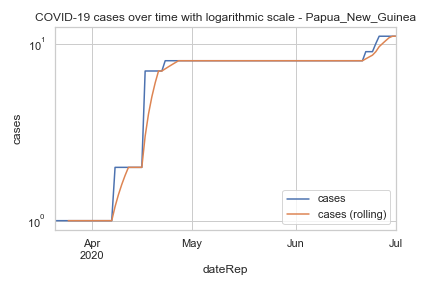 COVID-19 cases over time with logarithmic scale - Papua_New_Guinea
10¹
cases
10⁰
cases
cases (rolling)
Apr May Jun Jul
2020
dateRep